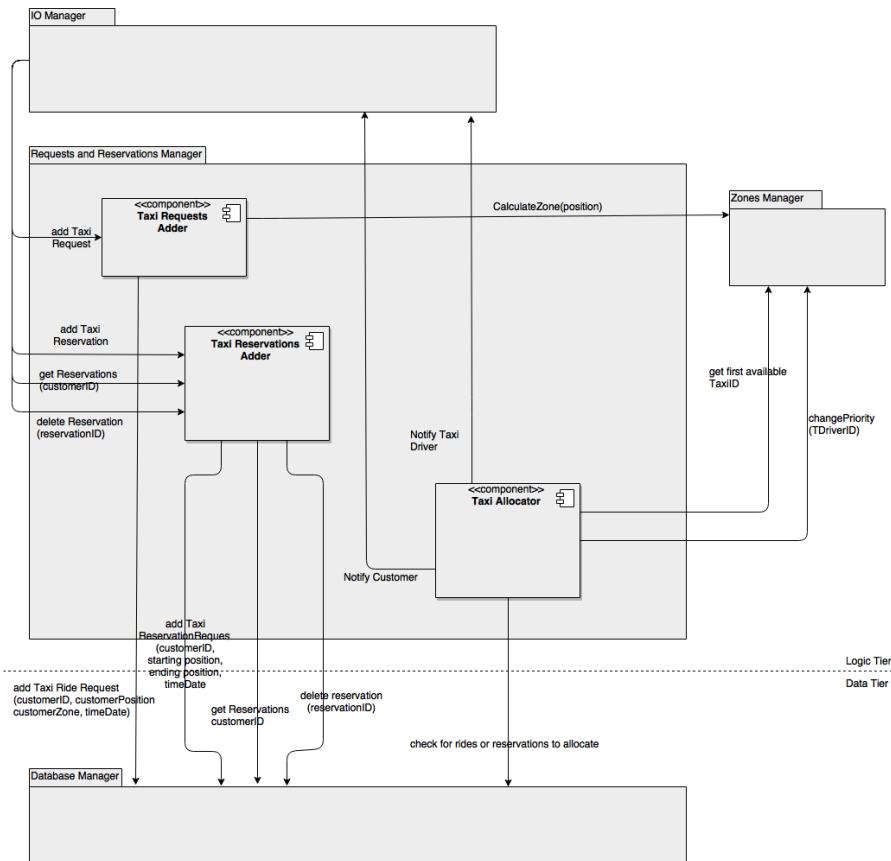 IO Manager
Requests and Reservations Manager
<<component>>
Taxi Requests
Adder
CalculateZone(position)
Zones Manager
add Taxi
Request
<<component>>
Taxi Reservations
Adder
add Taxi
Reservation
get Reservations
(customerID)
delete Reservation
(reservationID)
get first available
TaxiID
changePriority
(TDriverID)
Notify Taxi
Driver
<<component>>
Taxi Allocator
Notify Customer
add Taxi
ReservationReques
(customerID,
starting position,
ending position,
timeDate
Logic Tier
Data Tier
add Taxi Ride Request
(customerID, customerPosition
customerZone, timeDate)
get Reservations
customerID
delete reservation
(reservationID)
check for rides or reservations to allocate
Database Manager